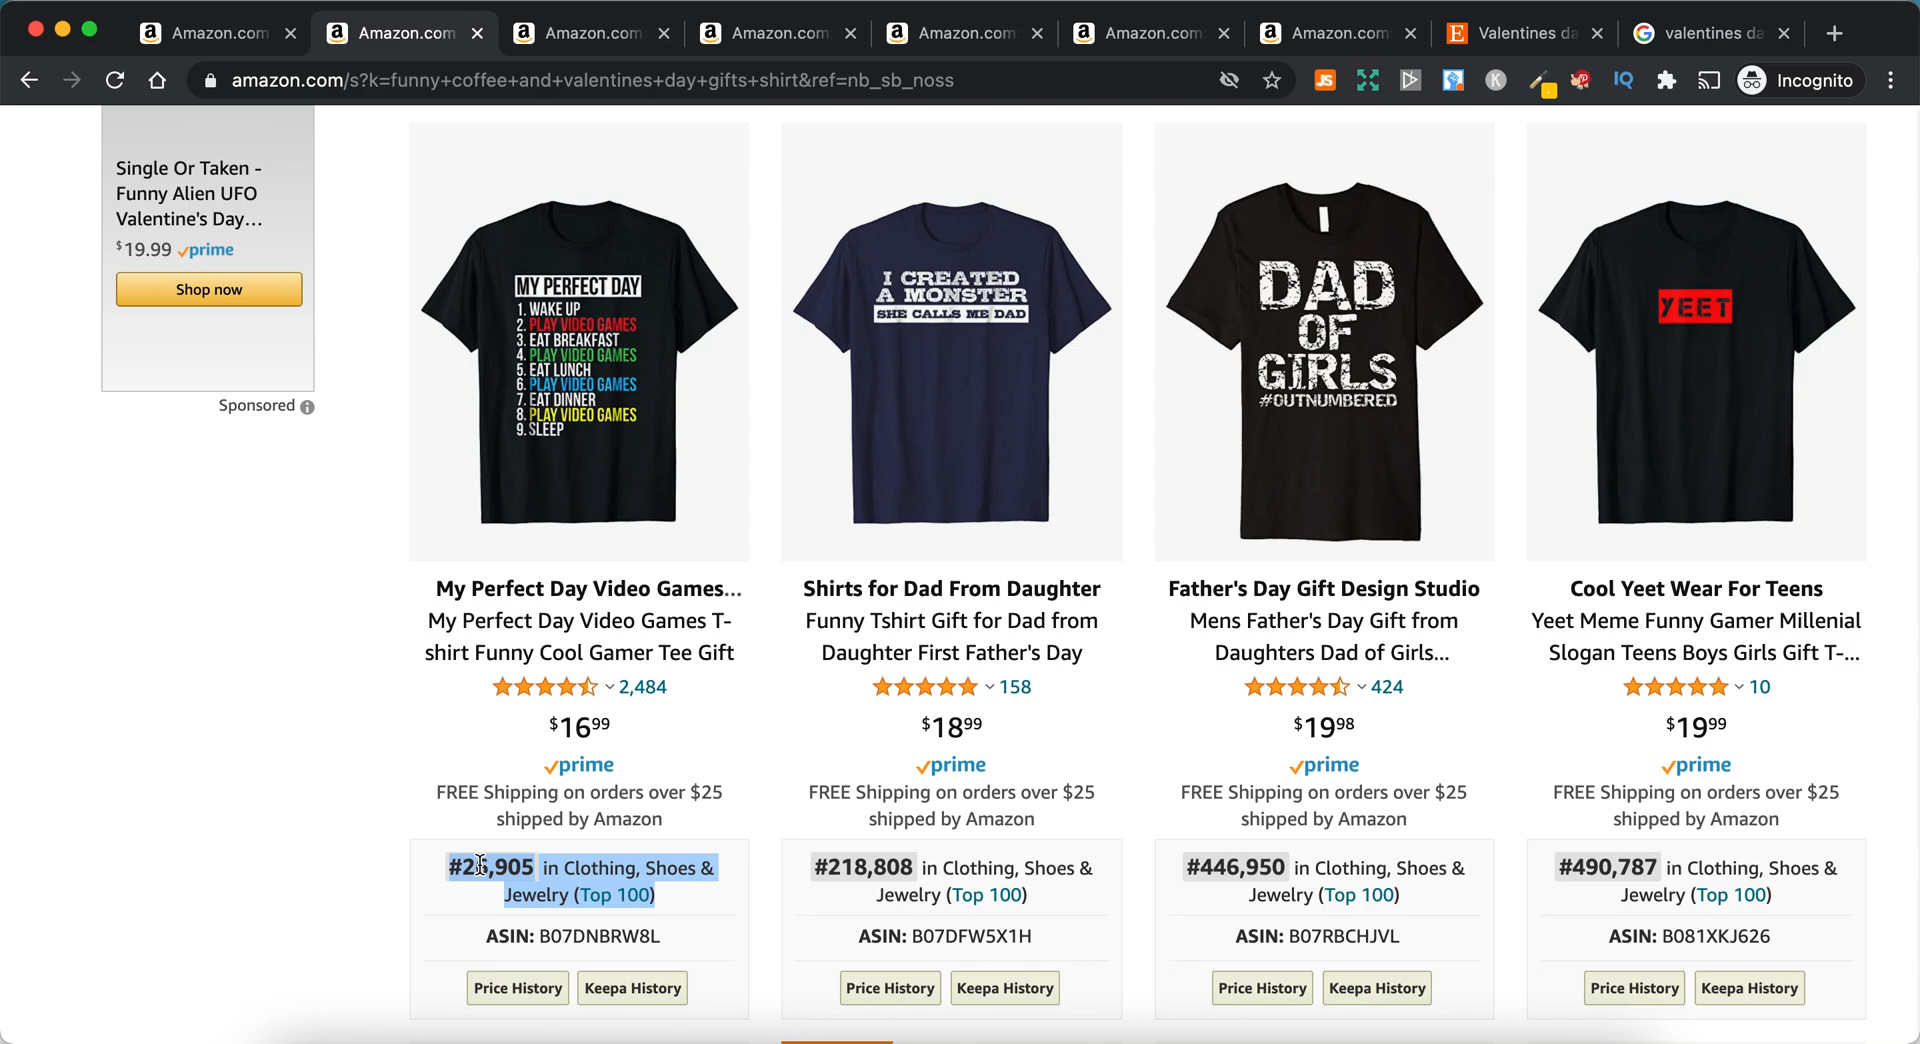 Amazon.com
Amazon.com
Amazon.com
Amazon.com
Amazon.com
Amazon.com
Amazon.com
Valentines da
valentines da
amazon.com/s?k=funny+coffee+and+valentines+day+gifts+shirt&ref=nb_sb_noss
JS
K
IQ
Incognito
Single Or Taken -
Funny Alien UFO
Valentine's Day...
$19.99 prime
Shop now
Sponsored
MY PERFECT DAY
1. WAKE UP
2. PLAY VIDEO GAMES
3. EAT BREAKFAST
4. PLAY VIDEO GAMES
5. EAT LUNCH
6. PLAY VIDEO GAMES
7. EAT DINNER
8. PLAY VIDEO GAMES
9. SLEEP
My Perfect Day Video Games...
My Perfect Day Video Games T-
shirt Funny Cool Gamer Tee Gift
2,484
$16.99
prime
FREE Shipping on orders over $25
shipped by Amazon
in Clothing, Shoes &
Jewelry (Top 100)
ASIN: B07DNBRW8L
Price History
Keepa History
I CREATED
A MONSTER
SHE CALLS ME DAD
Shirts for Dad From Daughter
Funny Tshirt Gift for Dad from
Daughter First Father's Day
158
$18.99
prime
FREE Shipping on orders over $25
shipped by Amazon
#218,808 in Clothing, Shoes &
Jewelry (Top 100)
ASIN: B07DFW5X1H
Price History
Keepa History
DAD
OF
GIRLS
#OUTNUMBERED
Father's Day Gift Design Studio
Mens Father's Day Gift from
Daughters Dad of Girls...
424
$19.98
prime
FREE Shipping on orders over $25
shipped by Amazon
#446,950 in Clothing, Shoes &
Jewelry (Top 100)
ASIN: B07RBCHJVL
Price History
Keepa History
YEET
Cool Yeet Wear For Teens
Yeet Meme Funny Gamer Millenial
Slogan Teens Boys Girls Gift T-...
10
$19.99
prime
FREE Shipping on orders over $25
shipped by Amazon
#490,787 in Clothing, Shoes &
Jewelry (Top 100)
ASIN: B081XKJ626
Price History
Keepa History